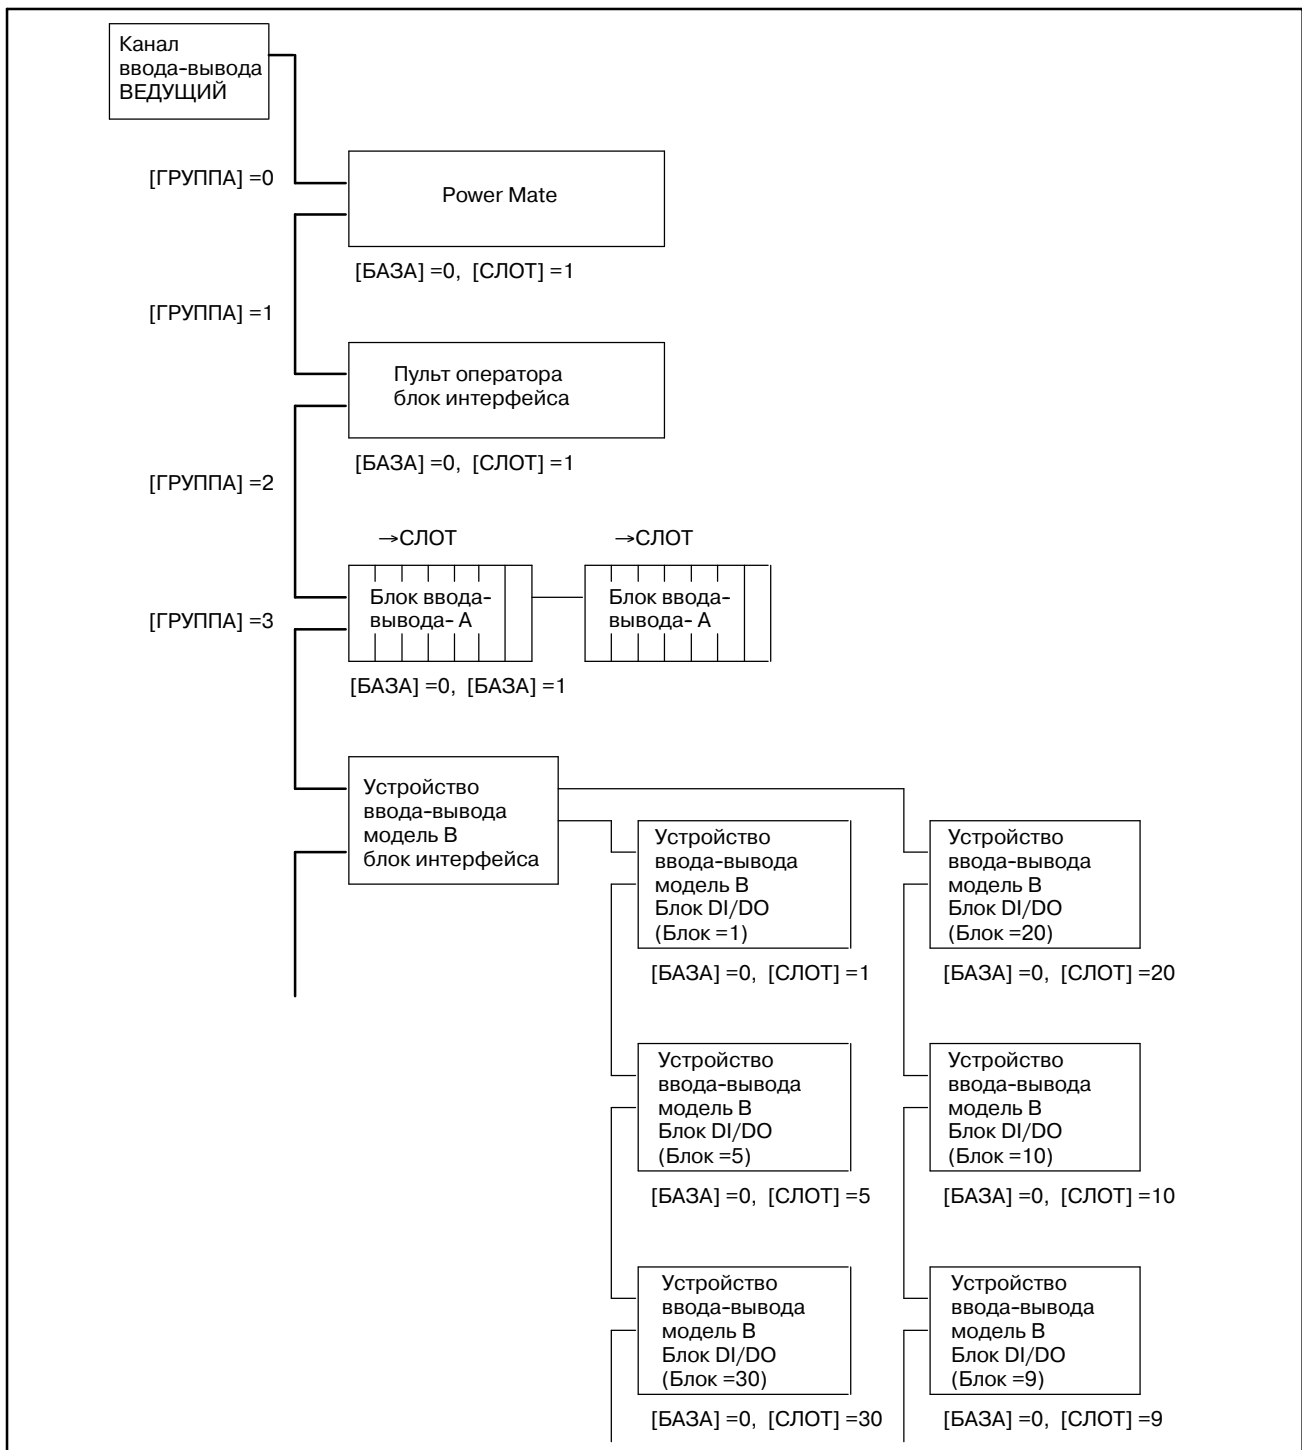 Канал
ввода-вывода
ВЕДУЩИЙ
[ГРУППА] =0
Power Mate
[БАЗА] =0, [СЛОТ] =1
[ГРУППА] =1
Пульт оператора
блок интерфейса
[БАЗА] =0, [СЛОТ] =1
[ГРУППА] =2
→СЛОТ →СЛОТ
Блок ввода-
вывода- А
Блок ввода-
вывода- А
[ГРУППА] =3
[БАЗА] =0, [БАЗА] =1
Устройство
ввода-вывода
модель В
блок интерфейса
Устройство
ввода-вывода
модель В
Блок DI/DO
(Блок =1)
[БАЗА] =0, [СЛОТ] =1
Устройство
ввода-вывода
модель В
Блок DI/DO
(Блок =20)
[БАЗА] =0, [СЛОТ] =20
Устройство
ввода-вывода
модель В
Блок DI/DO
(Блок =5)
[БАЗА] =0, [СЛОТ] =5
Устройство
ввода-вывода
модель В
Блок DI/DO
(Блок =10)
[БАЗА] =0, [СЛОТ] =10
Устройство
ввода-вывода
модель В
Блок DI/DO
(Блок =30)
[БАЗА] =0, [СЛОТ] =30
Устройство
ввода-вывода
модель В
Блок DI/DO
(Блок =9)
[БАЗА] =0, [СЛОТ] =9